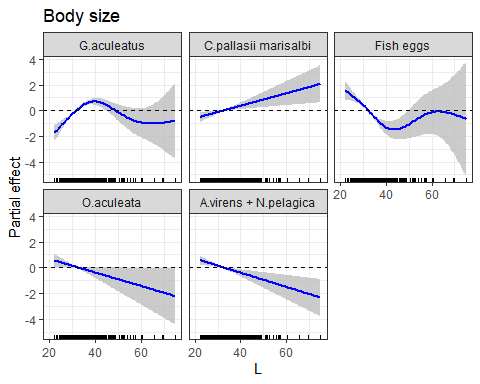 Body size
G.aculeatus C.pallasii marisalbi Fish eggs
4
2
0
-2
-4
20 40 60
O.aculeata A.virens + N.pelagica
4
2
0
-2
-4
20 40 60 20 40 60
Partial effect
L